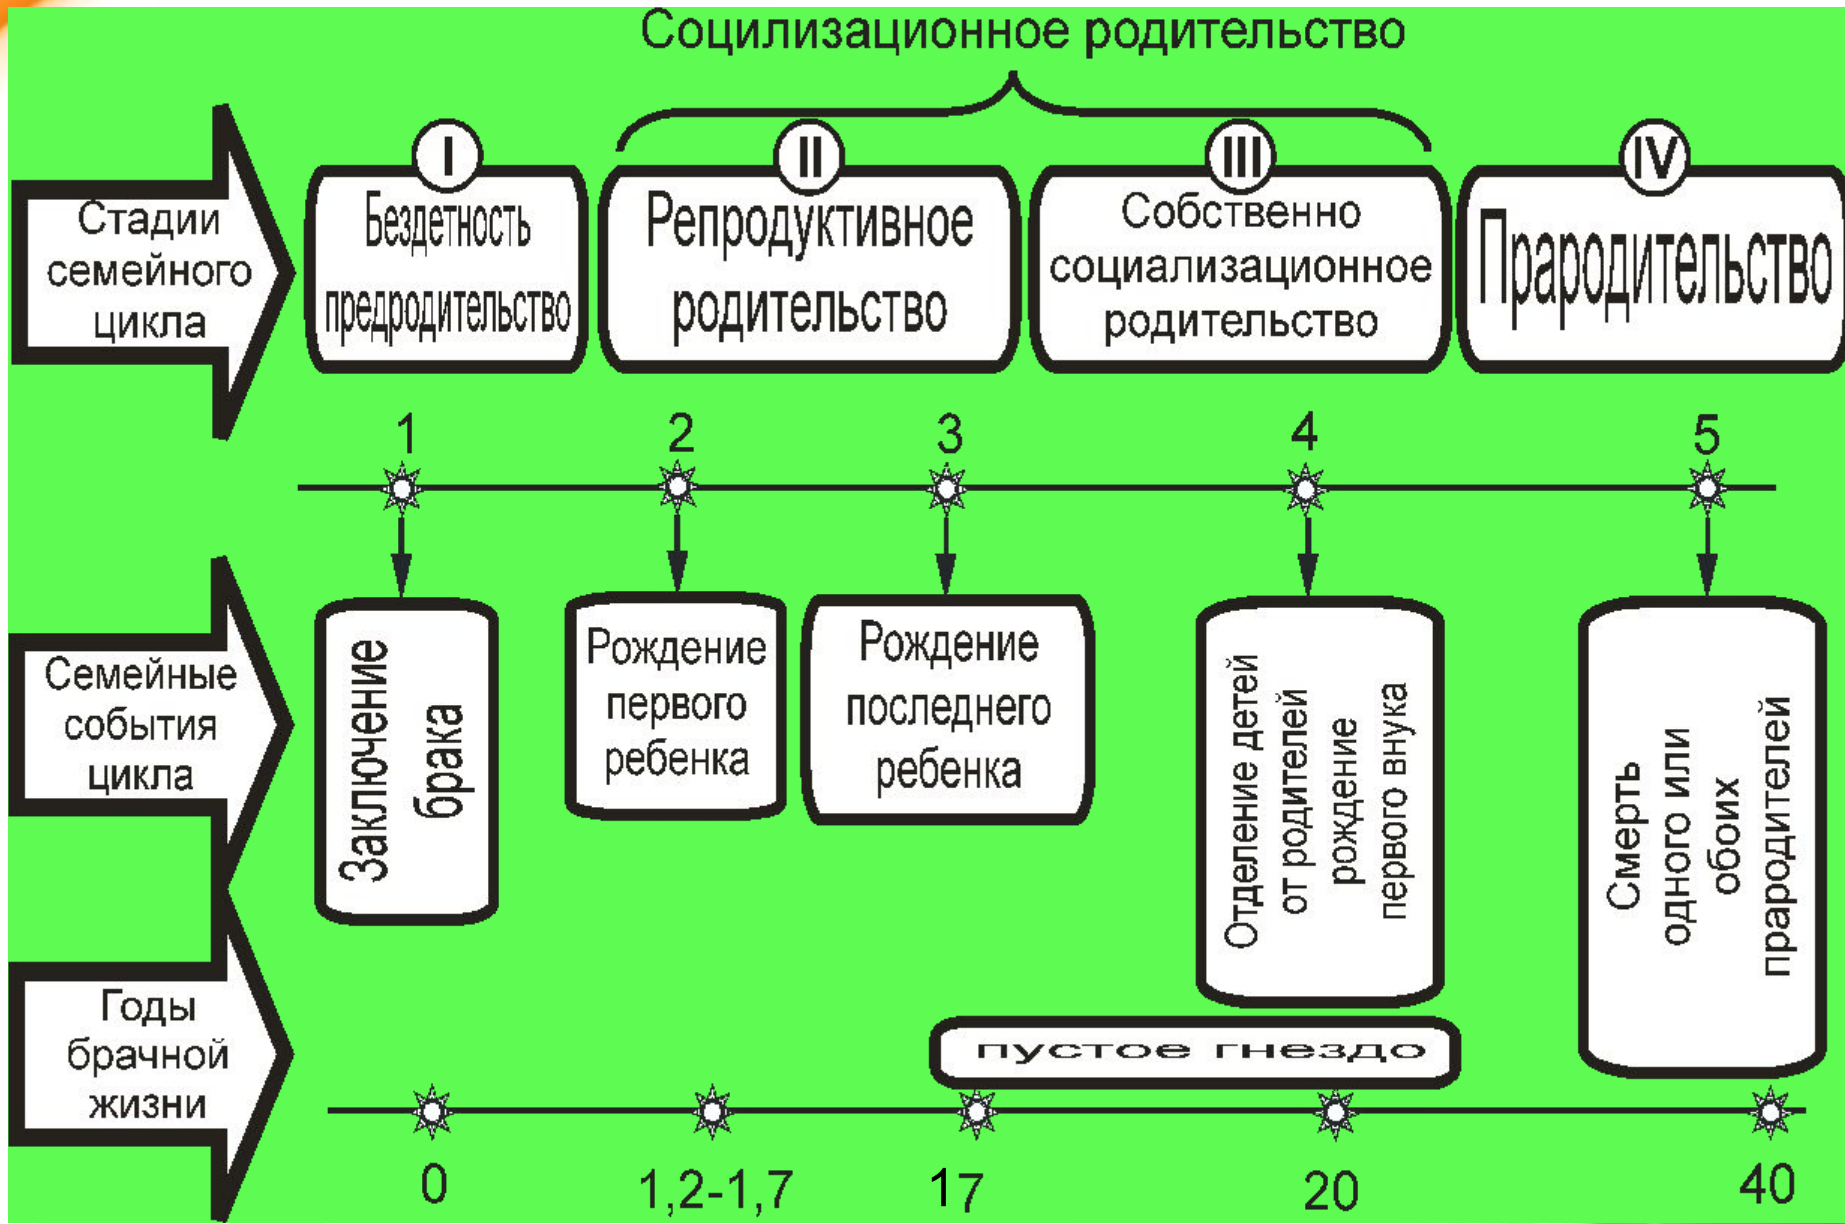 Социлизационное родительство
Стадии
семейного
цикла
I
Бездетность
предродительство
II
Репродуктивное
родительство
III
Собственно
социализационное
родительство
IV
Прародительство
1
2
3
4
5
Семейные
события
цикла
Заключение
брака
Рождение
первого
ребенка
Рождение
последнего
ребенка
Отделение детей
от родителей
рождение
первого внука
Смерть
одного или
обоих
прародителей
пустое гнездо
Годы
брачной
жизни
0
1,2-1,7
17
20
40